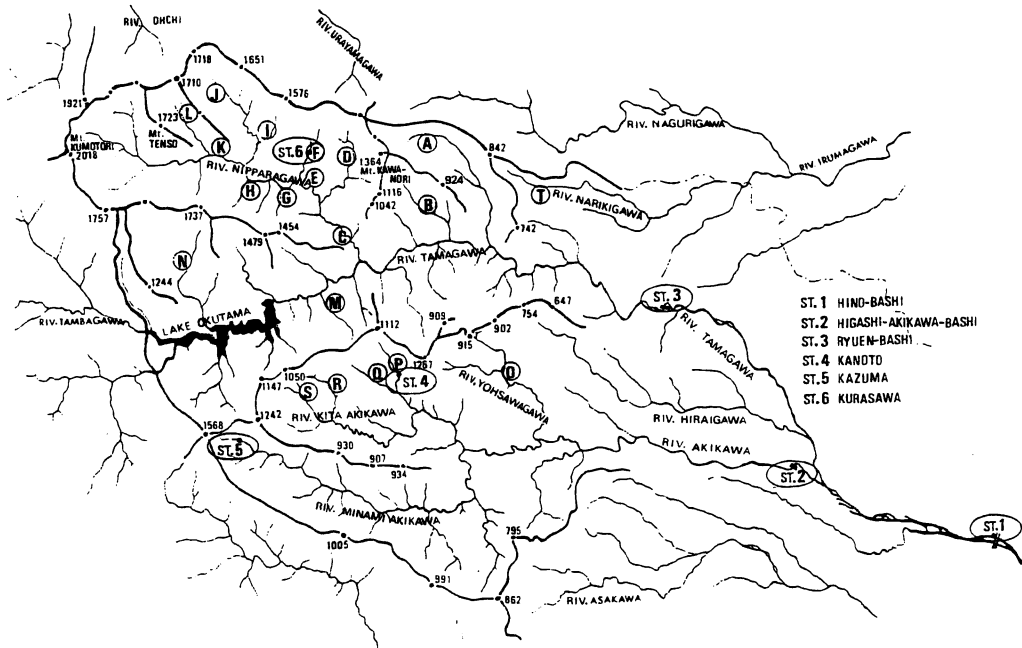 RIV. OHCHI
RIV. URAYAMAGAWA
1718
1651
1710
1576
1921
J
L
1723
Mt. TENSO
I
K
ST.6
F
D
A
842
RIV. NAGURIGAWA
RIV. IRUMAGAWA
Mt. KUMOTORI
2018
1364
Mt. KAWA-
NORI
924
RIV. NIPPARAGAWA
E
H
G
1116
1042
B
T
RIV. NARIKIGAWA
742
1757
1737
1454
1479
C
RIV. TAMAGAWA
N
1244
M
ST. 3
RIV. TAMBAGAWA
LAKE OKUTAMA
647
754
909
902
915
1112
1267
RIV. TAMAGAWA
ST. 1 HINO-BASHI
ST. 2 HIGASHI-AKIKAWA-BASHI
ST. 3 RYUEN-BASHI
ST. 4 KANOTO
ST. 5 KAZUMA
ST. 6 KURASAWA
1050
1147
S
R
Q
P
ST. 4
O
RIV. YOHSAWAGAWA
RIV. KITA AKIKAWA
RIV. HIRAIGAWA
1242
1568
ST. 5
930
907
934
RIV. AKIKAWA
ST. 2
RIV. MINAMI AKIKAWA
1005
795
ST. 1
991
862
RIV. ASAKAWA